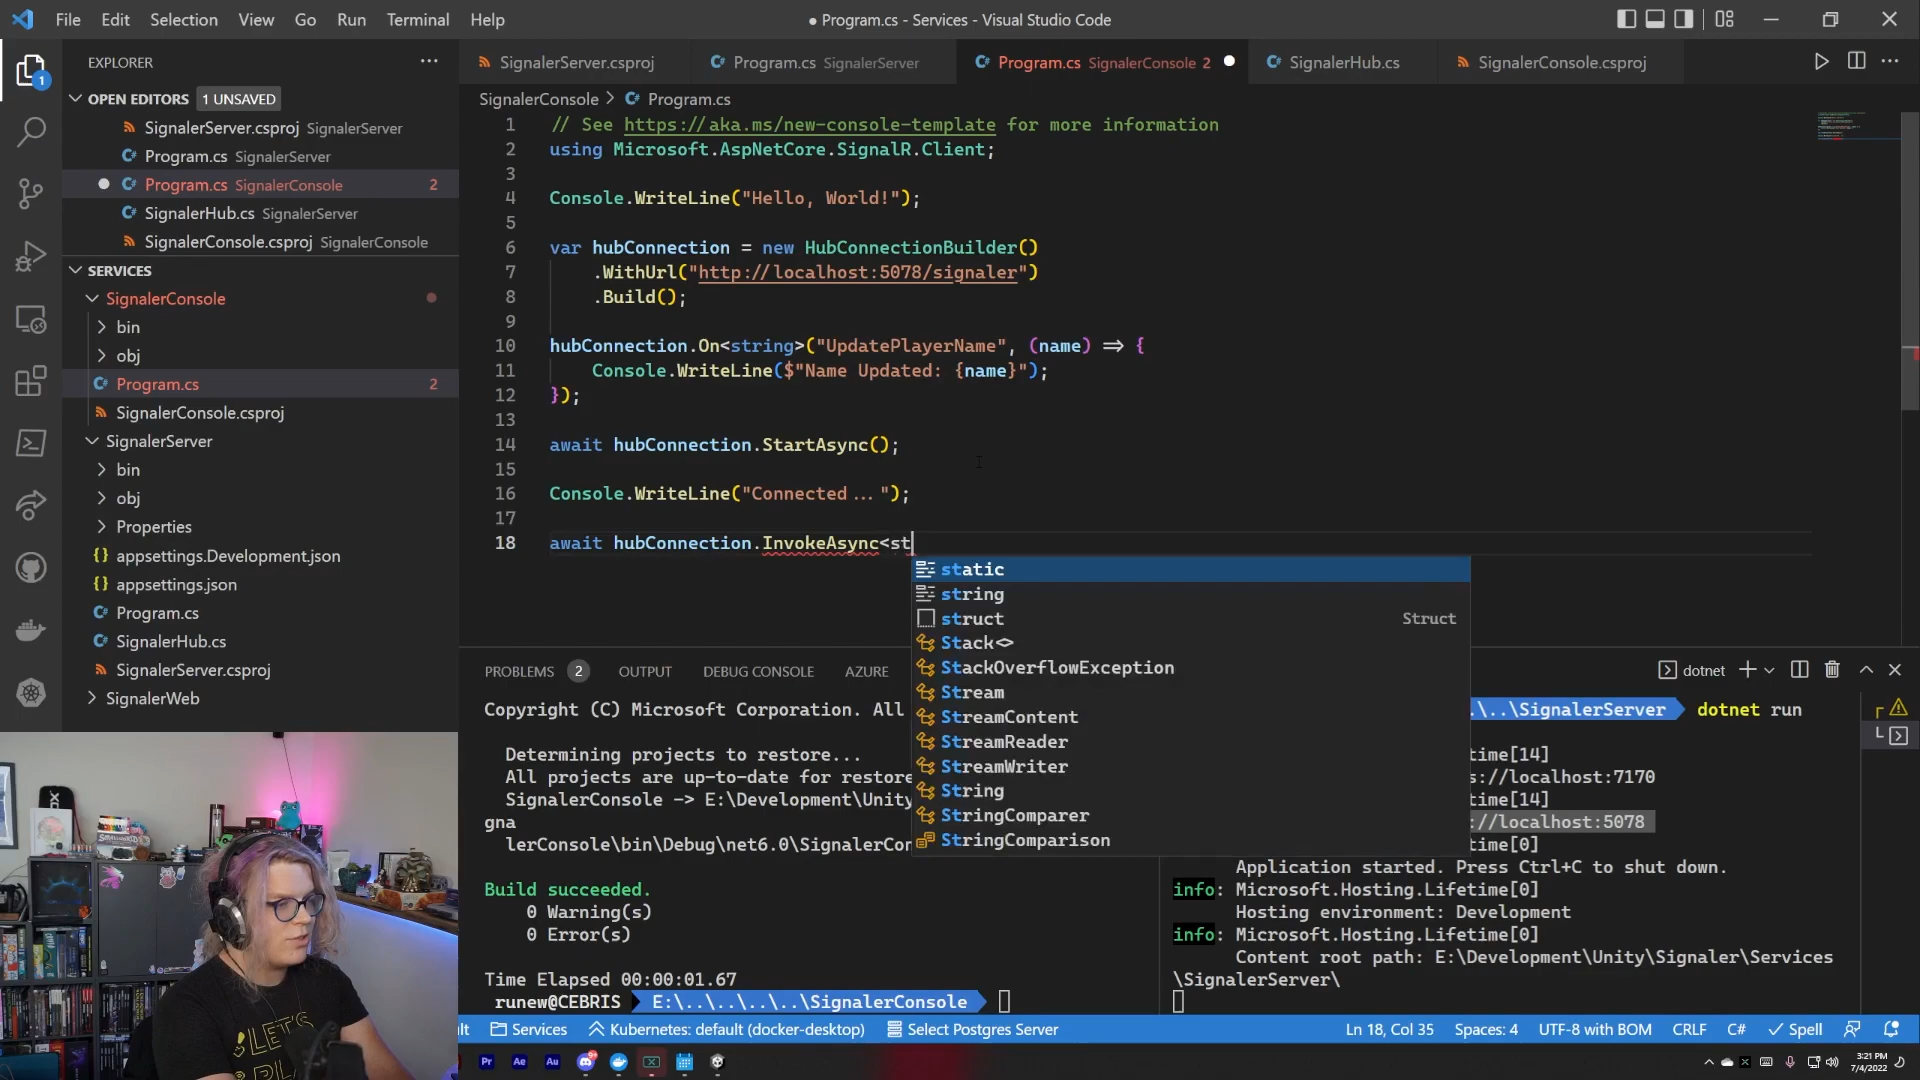 File Edit Selection View Go Run Terminal Help
● Program.cs - Services - Visual Studio Code
EXPLORER
OPEN EDITORS 1 UNSAVED
SignalerServer.csproj SignalerServer
Program.cs SignalerServer
Program.cs SignalerConsole 2
SignalerHub.cs SignalerServer
SignalerConsole.csproj SignalerConsole
SERVICES
SignalerConsole
bin
obj
Program.cs 2
SignalerConsole.csproj
SignalerServer
bin
obj
Properties
appsettings.Development.json
appsettings.json
Program.cs
SignalerHub.cs
SignalerServer.csproj
SignalerWeb
SignalerServer.csproj
Program.cs SignalerServer
Program.cs SignalerConsole 2
SignalerHub.cs
SignalerConsole.csproj
SignalerConsole > Program.cs
1 // See https://aka.ms/new-console-template for more information
2 using Microsoft.AspNetCore.SignalR.Client;
3
4 Console.WriteLine("Hello, World!");
5
6 var hubConnection = new HubConnectionBuilder()
7 .WithUrl("http://localhost:5078/signaler")
8 .Build();
9
10 hubConnection.On<string>("UpdatePlayerName", (name) => {
11 Console.WriteLine($"Name Updated: {name}");
12 });
13
14 await hubConnection.StartAsync();
15
16 Console.WriteLine("Connected...");
17
18 await hubConnection.InvokeAsync<st
static
string
struct Struct
Stack<>
StackOverflowException
Stream
StreamContent
StreamReader
StreamWriter
String
StringComparer
StringComparison
PROBLEMS 2 OUTPUT DEBUG CONSOLE AZURE
dotnet
Copyright (C) Microsoft Corporation. All
Determining projects to restore...
All projects are up-to-date for restore
SignalerConsole -> E:\Development\Unity
gna
lerConsole\bin\Debug\net6.0\SignalerCon
Build succeeded.
0 Warning(s)
0 Error(s)
Time Elapsed 00:00:01.67
runew@CEBRIS E:\..\..\..\..\SignalerConsole
.\..\SignalerServer dotnet run
time[14]
s://localhost:7170
time[14]
://localhost:5078
time[0]
Application started. Press Ctrl+C to shut down.
info: Microsoft.Hosting.Lifetime[0]
Hosting environment: Development
info: Microsoft.Hosting.Lifetime[0]
Content root path: E:\Development\Unity\Signaler\Services
\SignalerServer\
ult Services Kubernetes: default (docker-desktop) Select Postgres Server
Ln 18, Col 35 Spaces: 4 UTF-8 with BOM CRLF C# Spell
Pr Ae Au
3:21 PM
7/4/2022
LET'S